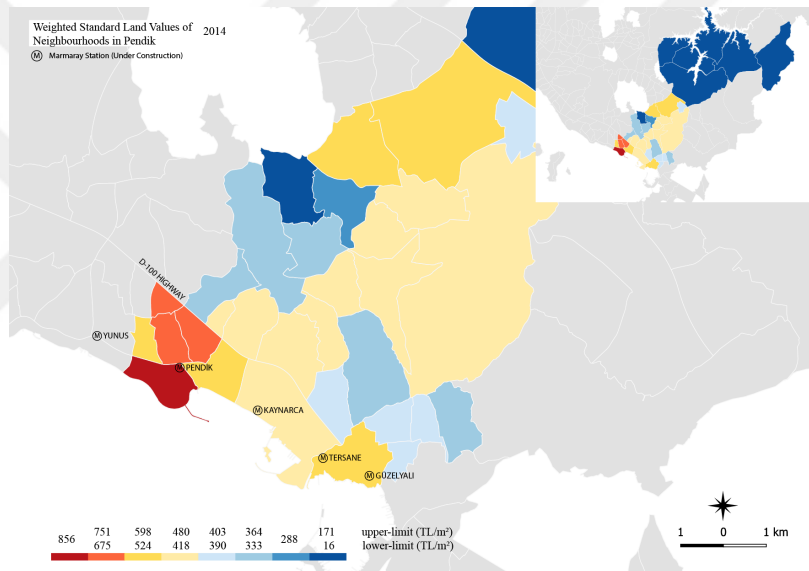 Weighted Standard Land Values of
Neighbourhoods in Pendik 2014
M Marmaray Station (Under Construction)
D-100 HIGHWAY
M YUNUS
M PENDİK
M KAYNARCA
M TERSANE
M GÜZELYALI
856 751 598 480 403 364 288 171 upper-limit (TL/m²)
675 524 418 390 333 16 lower-limit (TL/m²)
1 0 1 km